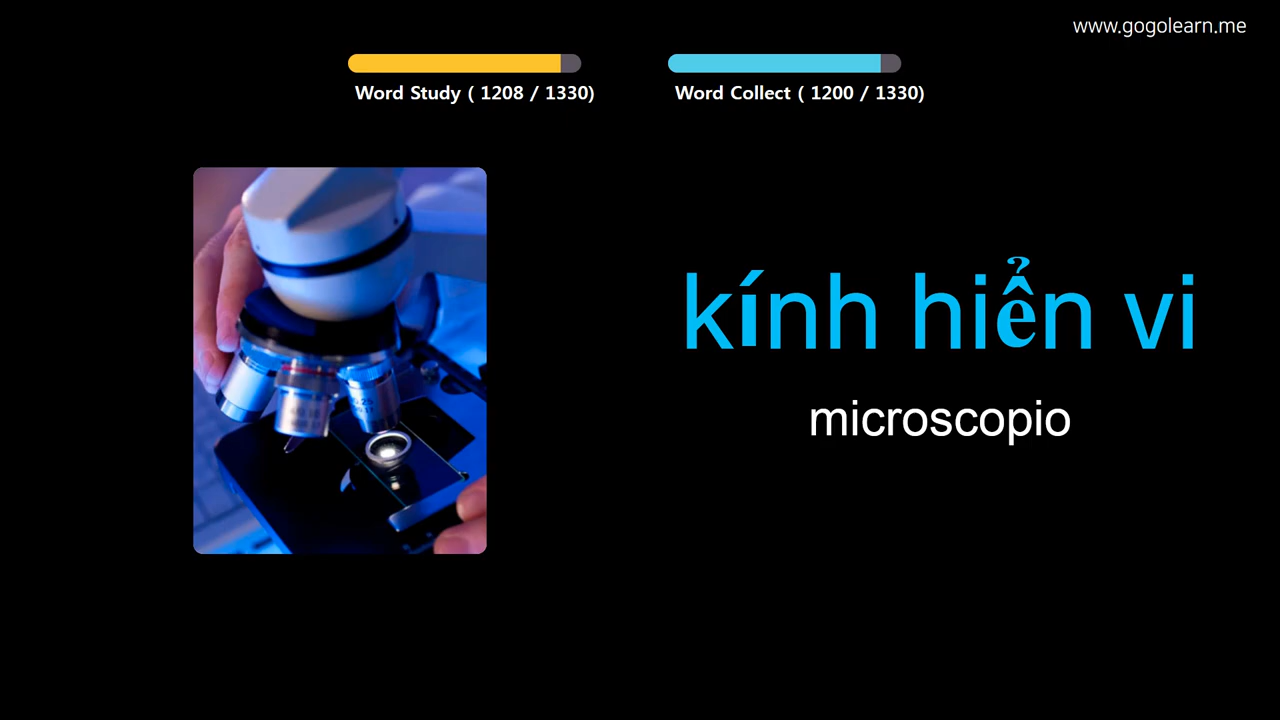 www.gogolearn.me
Word Study ( 1208 / 1330)
Word Collect ( 1200 / 1330)
kính hiển vi
microscopio